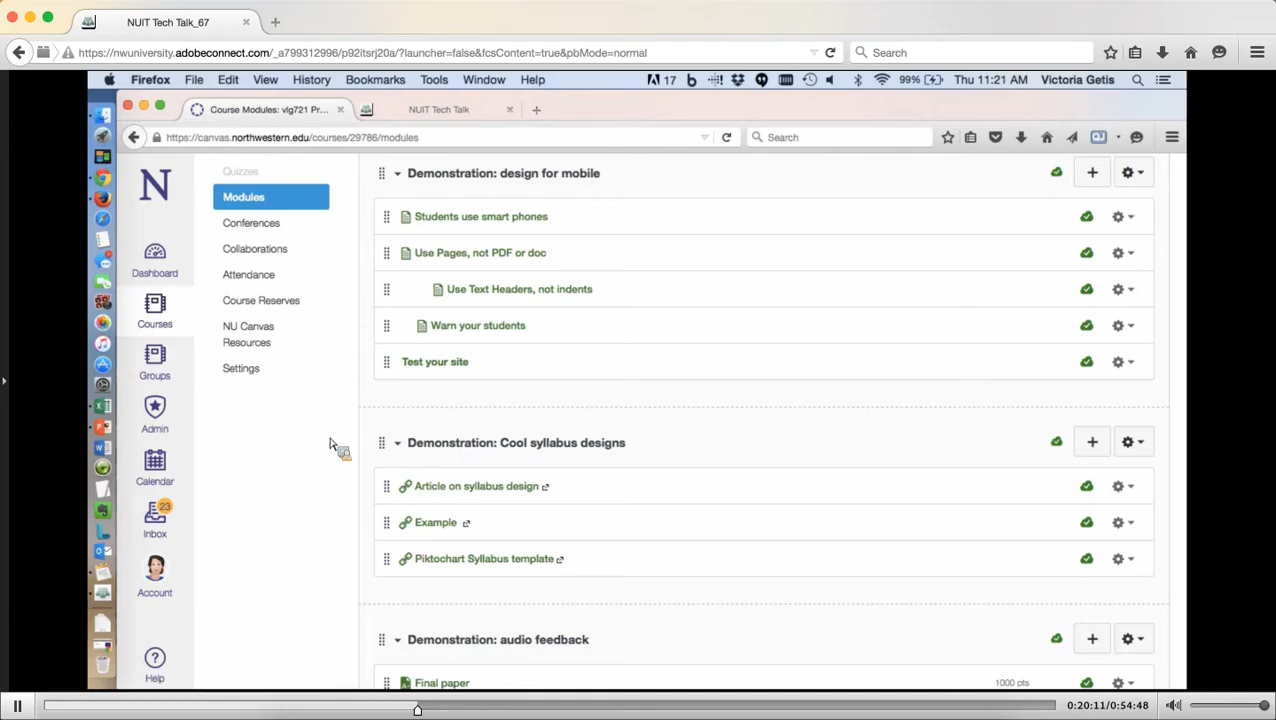 NUIT Tech Talk_67
https://nwuniversity.adobeconnect.com/_a799312996/p92itsrj20a/?launcher=false&fcsContent=true&pbMode=normal
Search
Firefox File Edit View History Bookmarks Tools Window Help
17
99%
Thu 11:21 AM Victoria Getis
Course Modules: vlg721 Pr...
NUIT Tech Talk
https://canvas.northwestern.edu/courses/29786/modules
Search
N
Dashboard
Courses
Groups
Admin
Calendar
23
Inbox
Account
Help
Quizzes
Modules
Conferences
Collaborations
Attendance
Course Reserves
NU Canvas
Resources
Settings
Demonstration: design for mobile
Students use smart phones
Use Pages, not PDF or doc
Use Text Headers, not indents
Warn your students
Test your site
Demonstration: Cool syllabus designs
Article on syllabus design
Example
Piktochart Syllabus template
Demonstration: audio feedback
Final paper
1000 pts
0:20:11/0:54:48